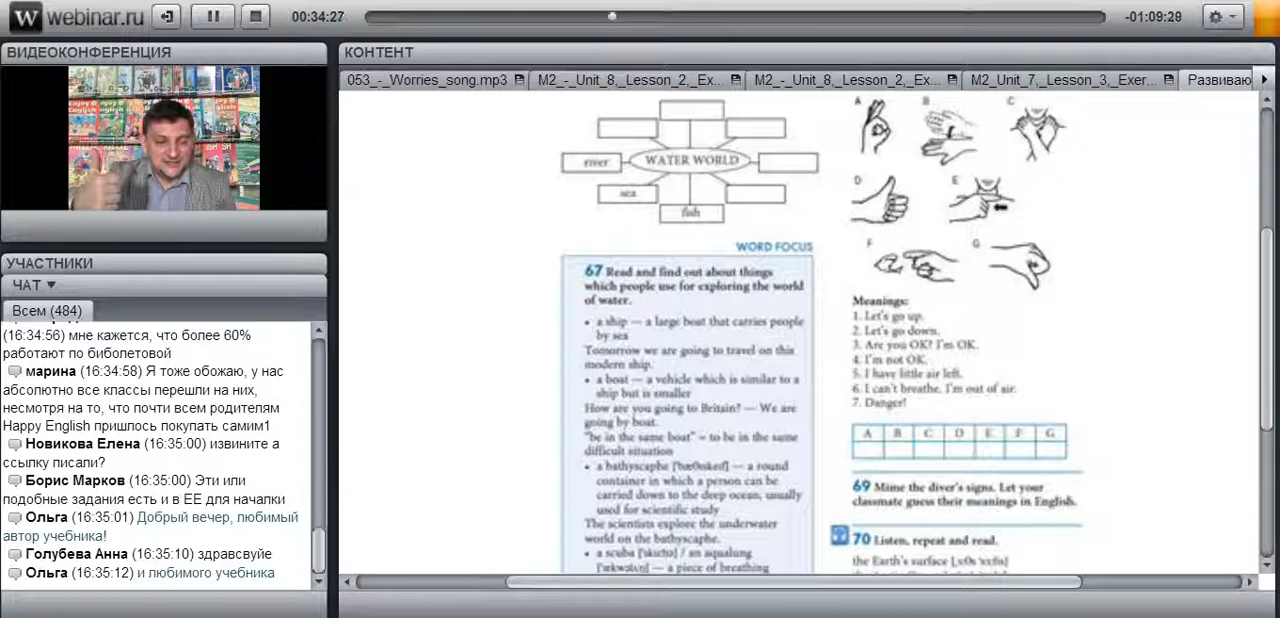 webinar.ru
00:34:27
-01:09:29
ВИДЕОКОНФЕРЕНЦИЯ
КОНТЕНТ
053_-_Worries_song.mp3
M2_-_Unit_8,_Lesson_2,_Ex...
M2_-_Unit_8,_Lesson_2,_Ex...
M2_Unit_7,_Lesson_3,_Exer...
Развиваю
УЧАСТНИКИ
ЧАТ
Всем (484)
(16:34:56) мне кажется, что более 60%
работают по биболетовой
марина (16:34:58) Я тоже обожаю, у нас
абсолютно все классы перешли на них,
несмотря на то, что почти всем родителям
Happy English пришлось покупать самим1
Новикова Елена (16:35:00) извините а
ссылку писали?
Борис Марков (16:35:00) Эти или
подобные задания есть и в ЕЕ для началки
Ольга (16:35:01) Добрый вечер, любимый
автор учебника!
Голубева Анна (16:35:10) здравсвуйе
Ольга (16:35:12) и любимого учебника
river
WATER WORLD
sea
fish
WORD FOCUS
67 Read and find out about things
which people use for exploring the world
of water.
• a ship — a large boat that carries people
by sea
Tomorrow we are going to travel on this
modern ship.
• a boat — a vehicle which is similar to a
ship but is smaller
How are you going to Britain? — We are
going by boat.
"be in the same boat" = to be in the same
difficult situation
• a bathyscaphe — a round
container in which a person can be
carried down to the deep ocean, usually
used for scientific study
The scientists explore the underwater
world on the bathyscaphe.
• a scuba / an aqualung
— a piece of breathing
A B C
D E
F G
Meanings:
1. Let's go up.
2. Let's go down.
3. Are you OK? I'm OK.
4. I'm not OK.
5. I have little air left.
6. I can't breathe. I'm out of air.
7. Danger!
A B C D E F G
69 Mime the diver's signs. Let your
classmate guess their meanings in English.
70 Listen, repeat and read.
the Earth's surface